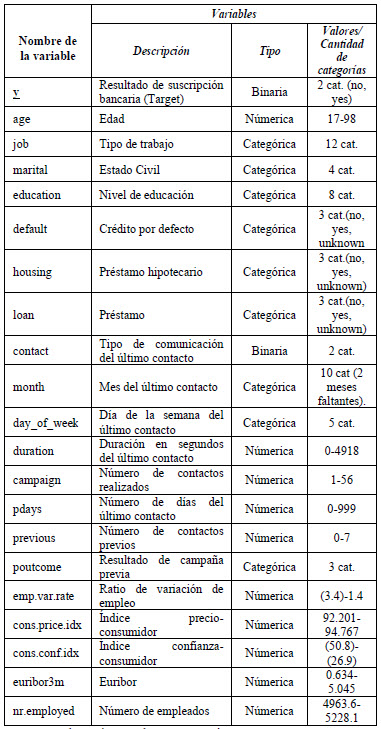 Variables
Nombre de la variable
Descripción
Tipo
Valores/ Cantidad de categorías
y
Resultado de suscripción bancaria (Target)
Binaria
2 cat. (no, yes)
age
Edad
Númerica
17-98
job
Tipo de trabajo
Categórica
12 cat.
marital
Estado Civil
Categórica
4 cat.
education
Nivel de educación
Categórica
8 cat.
default
Crédito por defecto
Categórica
3 cat.(no, yes, unknown
housing
Préstamo hipotecario
Categórica
3 cat.(no, yes, unknown)
loan
Préstamo
Categórica
3 cat.(no, yes, unknown)
contact
Tipo de comunicación del último contacto
Binaria
2 cat.
month
Mes del último contacto
Categórica
10 cat (2 meses faltantes).
day_of_week
Día de la semana del último contacto
Categórica
5 cat.
duration
Duración en segundos del último contacto
Númerica
0-4918
campaign
Número de contactos realizados
Númerica
1-56
pdays
Número de días del último contacto
Númerica
0-999
previous
Número de contactos previos
Númerica
0-7
poutcome
Resultado de campaña previa
Categórica
3 cat.
emp.var.rate
Ratio de variación de empleo
Númerica
(3.4)-1.4
cons.price.idx
Índice precio-consumidor
Númerica
92.201-94.767
cons.conf.idx
Índice confianza-consumidor
Númerica
(50.8)-(26.9)
euribor3m
Euribor
Númerica
0.634-5.045
nr.employed
Número de empleados
Númerica
4963.6-5228.1